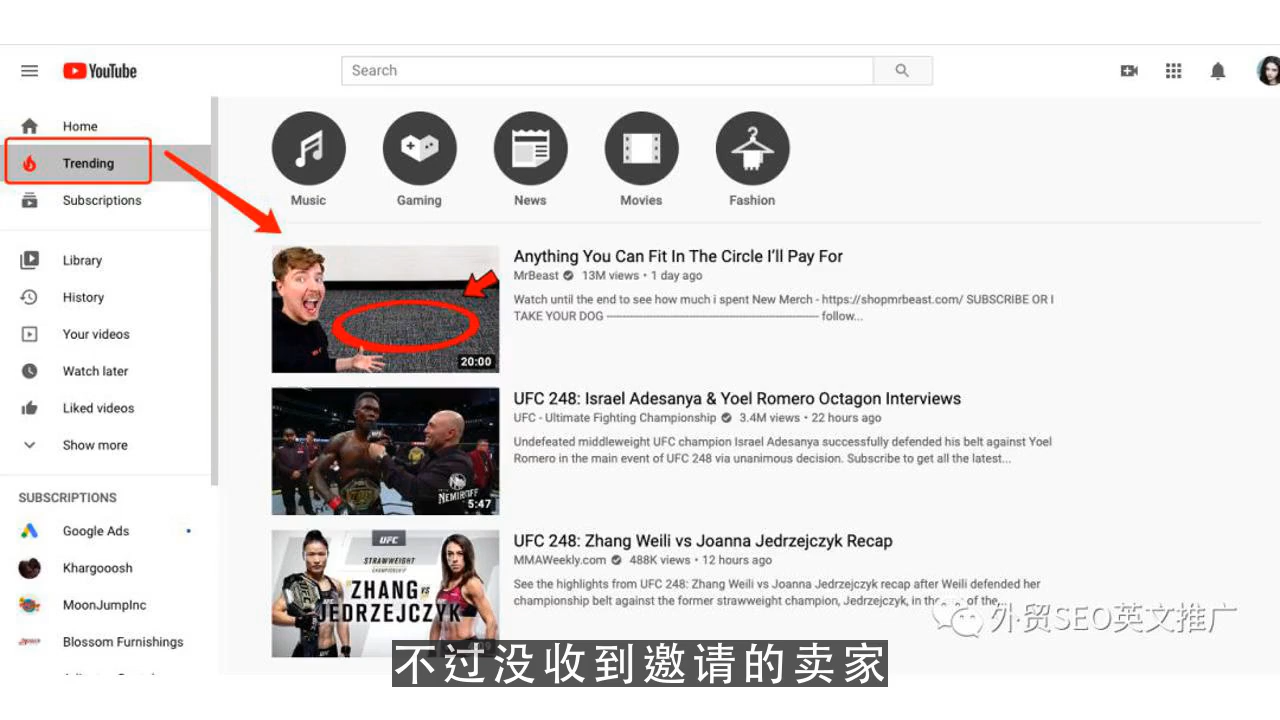 YouTube
Search
Home
Trending
Subscriptions
Library
History
Your videos
Watch later
Liked videos
Show more
SUBSCRIPTIONS
Google Ads
Khargooosh
MoonJumpInc
Blossom Furnishings
Music
Gaming
News
Movies
Fashion
Anything You Can Fit In The Circle I'll Pay For
MrBeast 13M views • 1 day ago
Watch until the end to see how much i spent New Merch - https://shopmrbeast.com/ SUBSCRIBE OR I
TAKE YOUR DOG ---------------------------------------------------------------- follow...
20:00
UFC 248: Israel Adesanya & Yoel Romero Octagon Interviews
UFC - Ultimate Fighting Championship 3.4M views • 22 hours ago
Undefeated middleweight UFC champion Israel Adesanya successfully defended his belt against Yoel
Romero in the main event of UFC 248 via unanimous decision. Subscribe to get all the latest...
NEMIROFF
5:47
UFC 248: Zhang Weili vs Joanna Jedrzejczyk Recap
MMAWeekly.com 488K views • 12 hours ago
See the highlights from UFC 248: Zhang Weili vs Joanna Jedrzejczyk recap after Weili defended her
championship belt against the former strawweight champion, Jedrzejczyk, in the of the...
UFC
STRAWWEIGHT
CHAMPIONSHIP
ZHANG VS
JEDRZEJCZYK
外贸SEO英文推广
不过没收到邀请的卖家